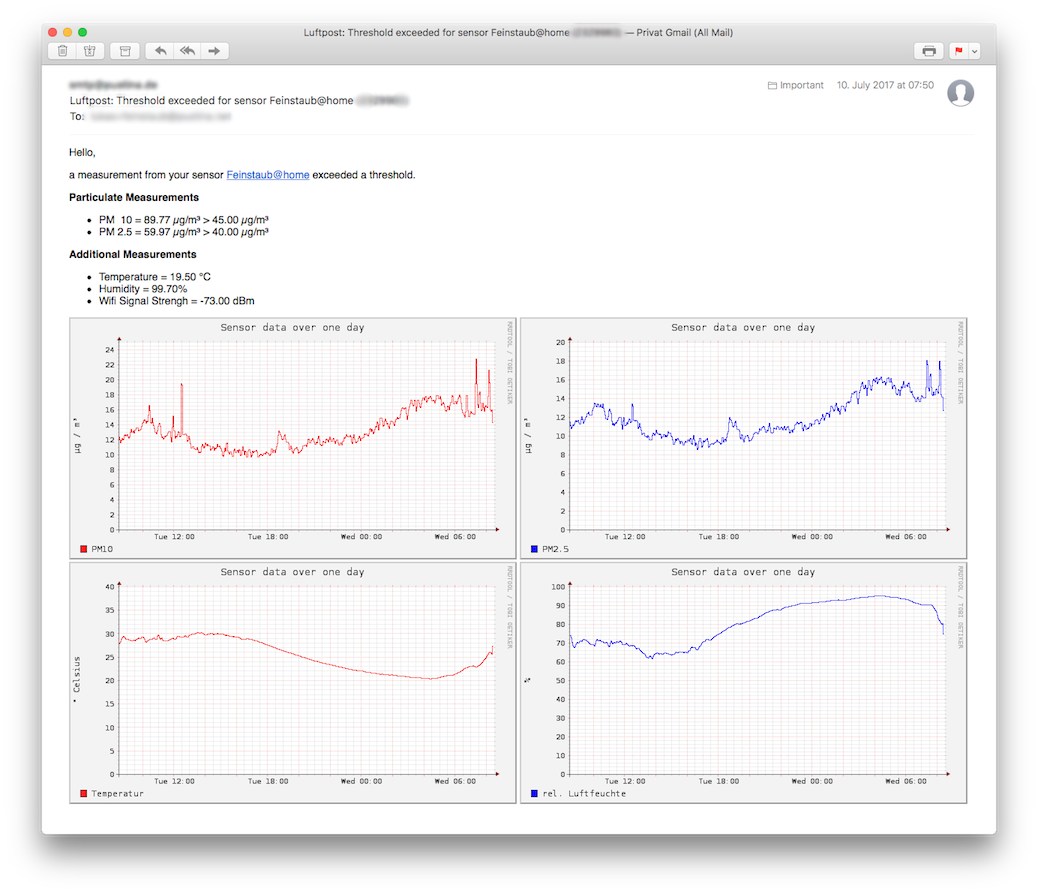 Luftpost: Threshold exceeded for sensor Feinstaub@home — Privat Gmail (All Mail)
Important 10. July 2017 at 07:50
Luftpost: Threshold exceeded for sensor Feinstaub@home
To:
Hello,
a measurement from your sensor Feinstaub@home exceeded a threshold.
Particulate Measurements
• PM 10 = 89.77 µg/m³ > 45.00 µg/m³
• PM 2.5 = 59.97 µg/m³ > 40.00 µg/m³
Additional Measurements
• Temperature = 19.50 °C
• Humidity = 99.70%
• Wifi Signal Strengh = -73.00 dBm
Sensor data over one day
RRDTOOL / TOBI OETIKER
µg / m³
24
22
20
18
16
14
12
10
8
6
4
2
0
Tue 12:00 Tue 18:00 Wed 00:00 Wed 06:00
PM10
Sensor data over one day
RRDTOOL / TOBI OETIKER
µg / m³
20
18
16
14
12
10
8
6
4
2
0
Tue 12:00 Tue 18:00 Wed 00:00 Wed 06:00
PM2.5
Sensor data over one day
RRDTOOL / TOBI OETIKER
° Celsius
40
35
30
25
20
15
10
5
0
Tue 12:00 Tue 18:00 Wed 00:00 Wed 06:00
Temperatur
Sensor data over one day
RRDTOOL / TOBI OETIKER
%
100
90
80
70
60
50
40
30
20
10
0
Tue 12:00 Tue 18:00 Wed 00:00 Wed 06:00
rel. Luftfeuchte